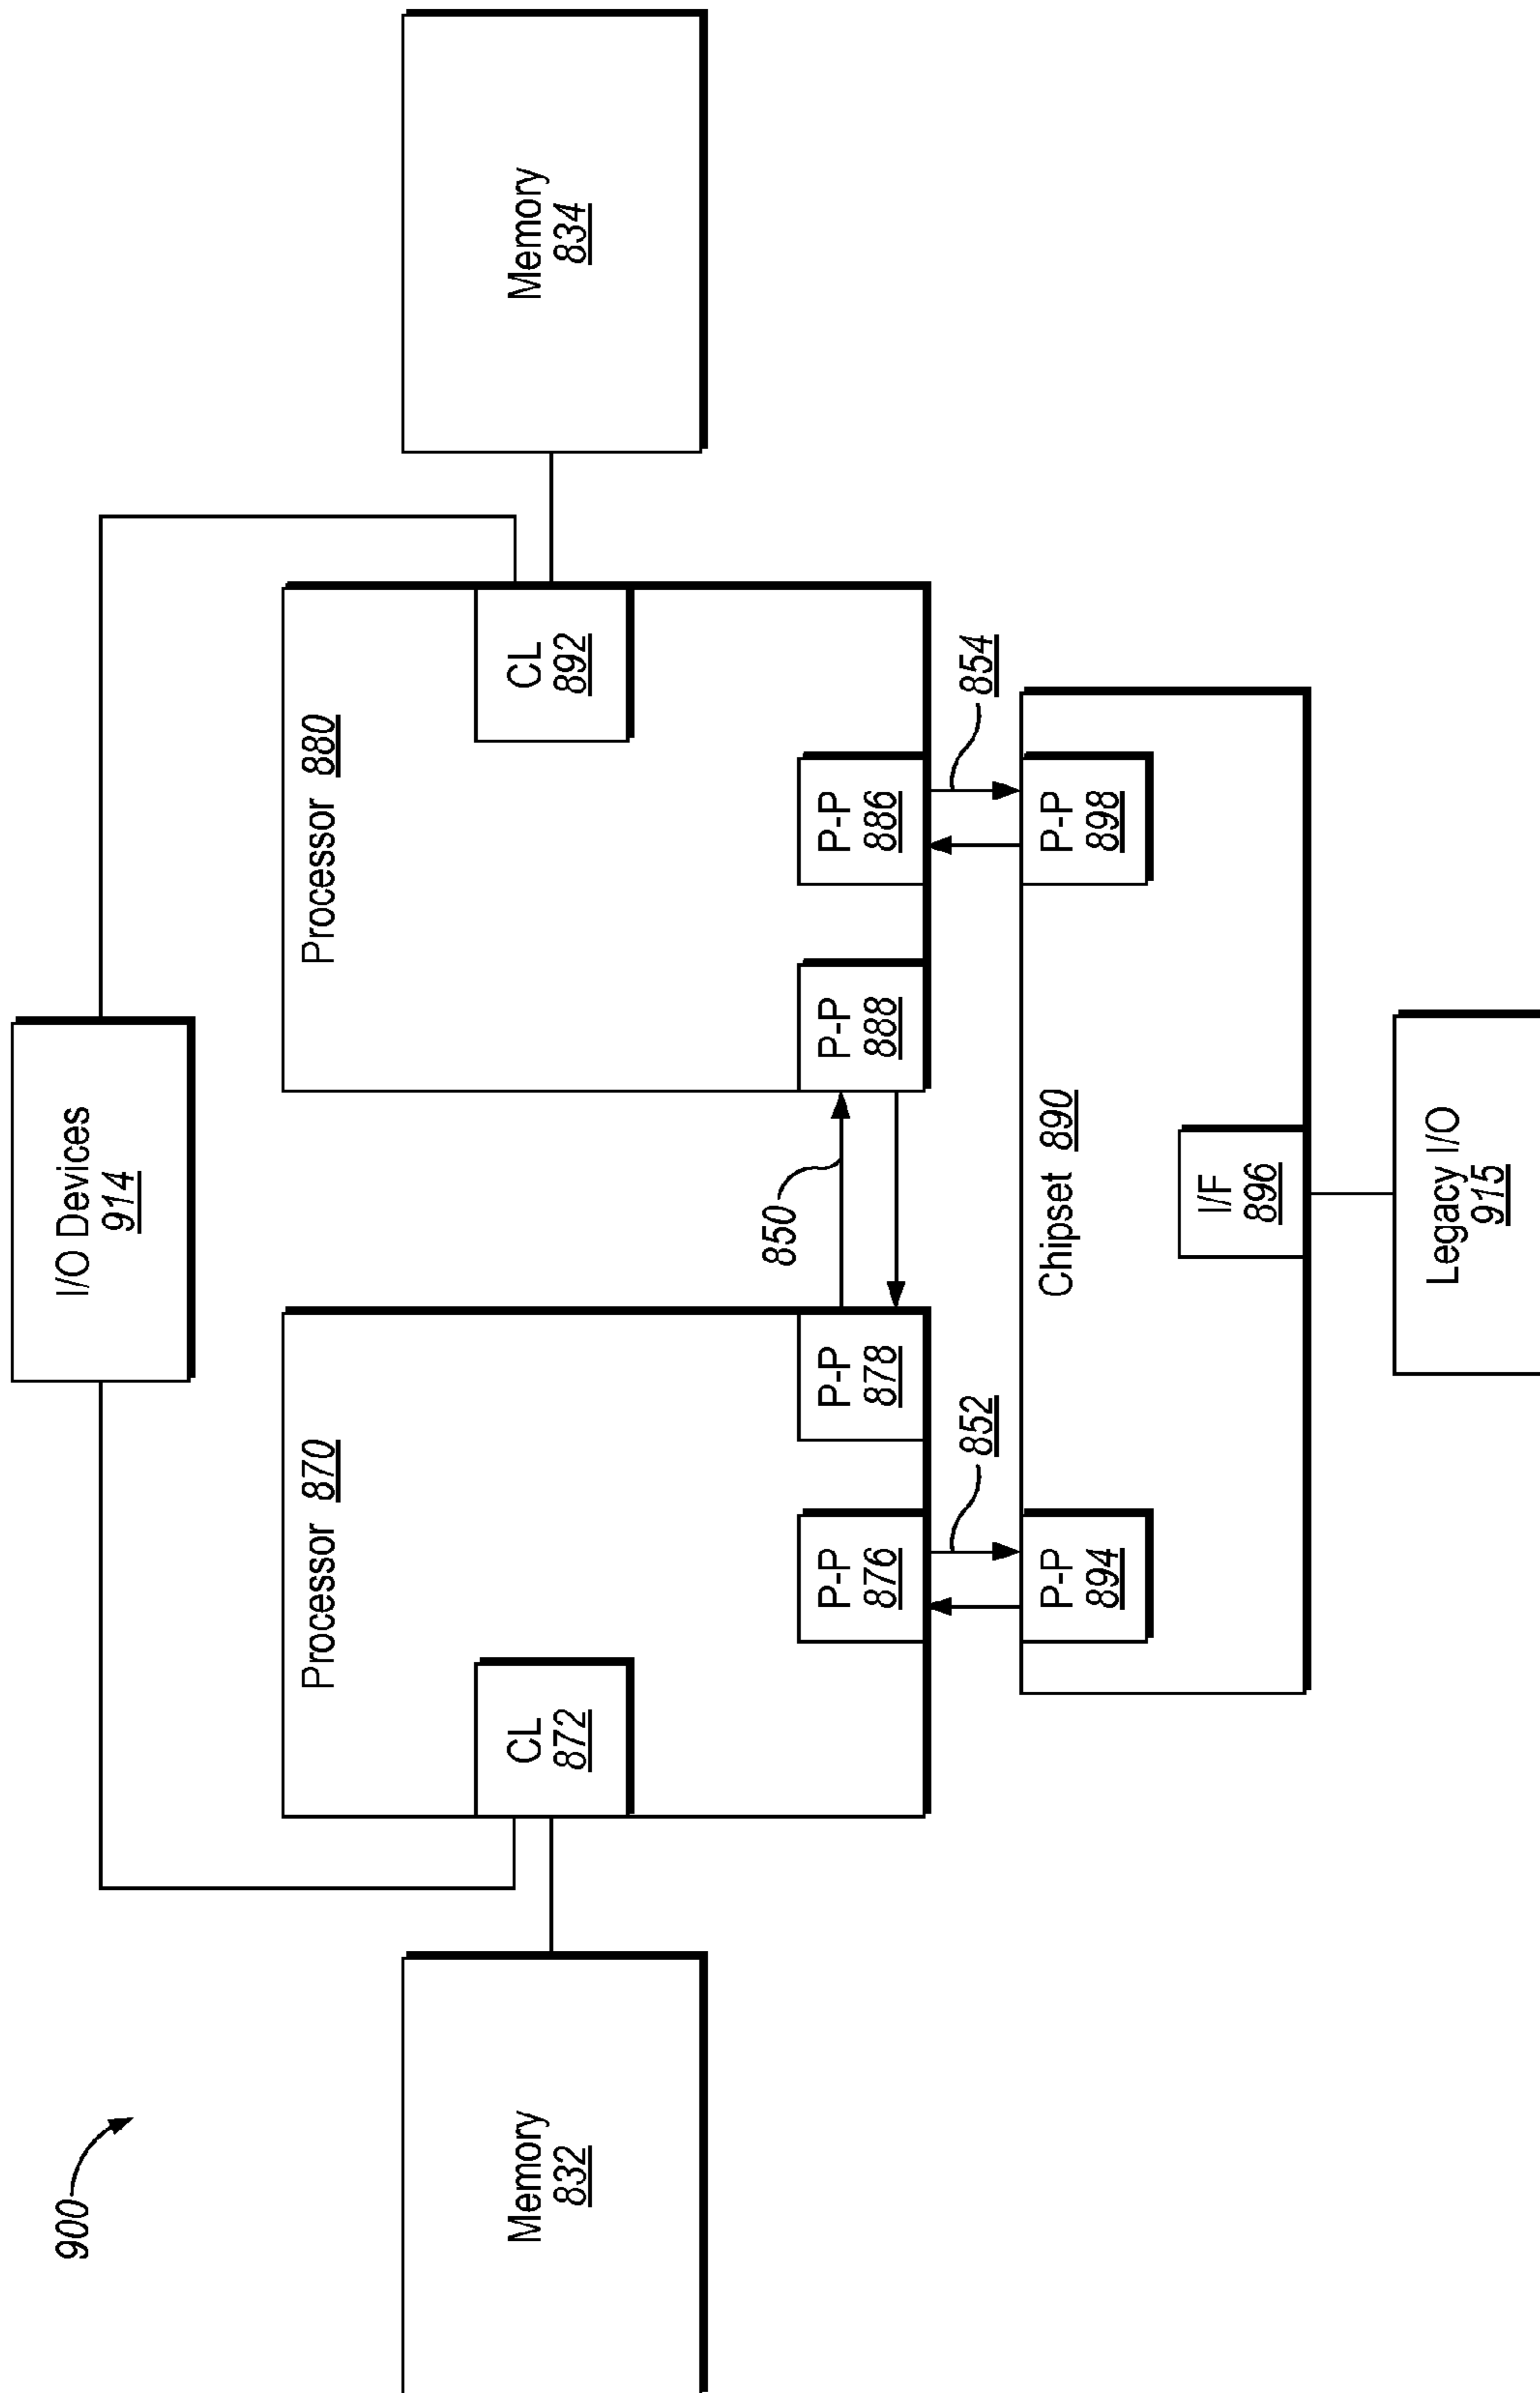 900
I/O Devices
914
Memory
832
Processor 870
CL
872
P-P
876
P-P
878
850
Processor 880
CL
892
P-P
888
P-P
886
Memory
834
852
854
P-P
894
Chipset 890
P-P
898
I/F
896
Legacy I/O
915